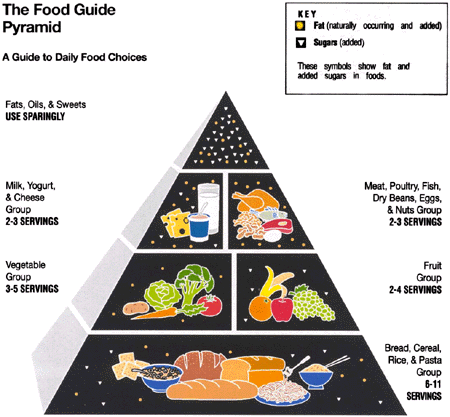 The Food Guide
Pyramid
A Guide to Daily Food Choices
KEY
Fat (naturally occurring and added)
Sugars (added)
These symbols show fat and
added sugars in foods.
Fats, Oils, & Sweets
USE SPARINGLY
Milk, Yogurt,
& Cheese
Group
2-3 SERVINGS
Meat, Poultry, Fish,
Dry Beans, Eggs,
& Nuts Group
2-3 SERVINGS
Vegetable
Group
3-5 SERVINGS
Fruit
Group
2-4 SERVINGS
Bread, Cereal,
Rice, & Pasta
Group
6-11
SERVINGS